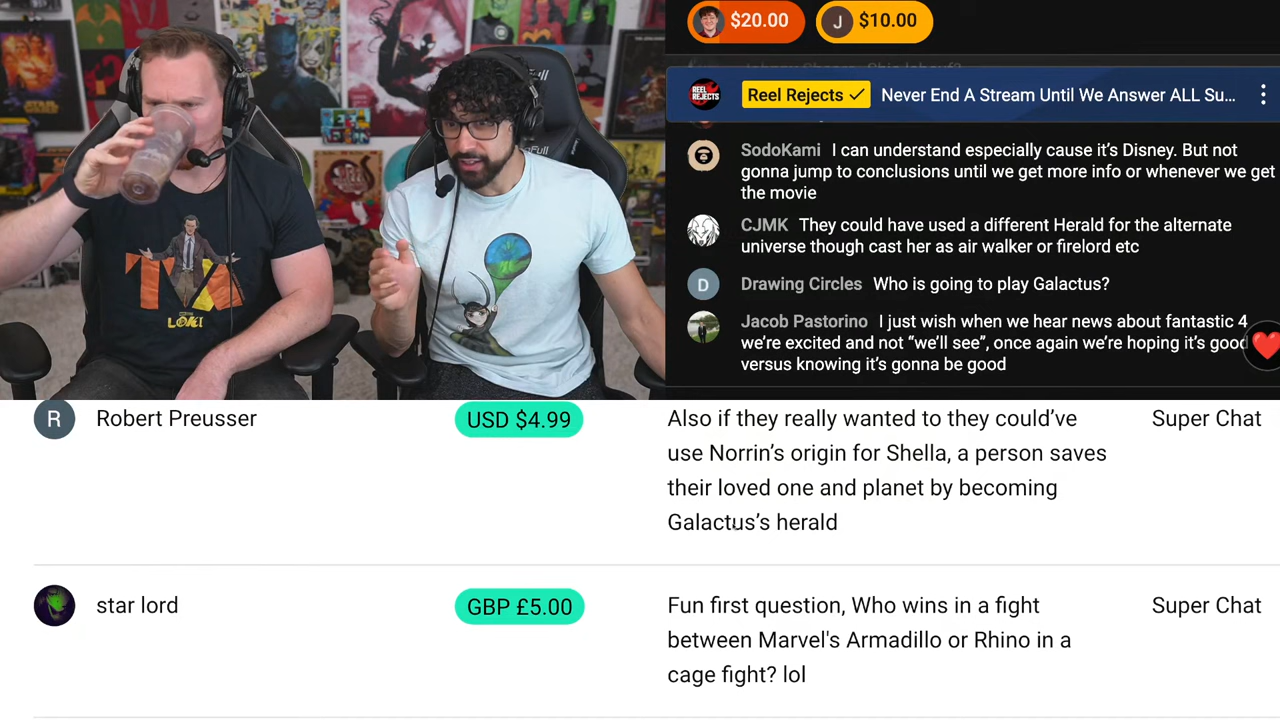 $20.00
J $10.00
REEL REJECTS
Reel Rejects Never End A Stream Until We Answer ALL Su...
SodoKami I can understand especially cause it's Disney. But not
gonna jump to conclusions until we get more info or whenever we get
the movie
CJMK They could have used a different Herald for the alternate
universe though cast her as air walker or firelord etc
D Drawing Circles Who is going to play Galactus?
Jacob Pastorino I just wish when we hear news about fantastic 4
we're excited and not “we'll see”, once again we're hoping it's good
versus knowing it's gonna be good
TVA
LOKI
R Robert Preusser USD $4.99 Also if they really wanted to they could've Super Chat
use Norrin's origin for Shella, a person saves
their loved one and planet by becoming
Galactus's herald
star lord GBP £5.00 Fun first question, Who wins in a fight Super Chat
between Marvel's Armadillo or Rhino in a
cage fight? lol